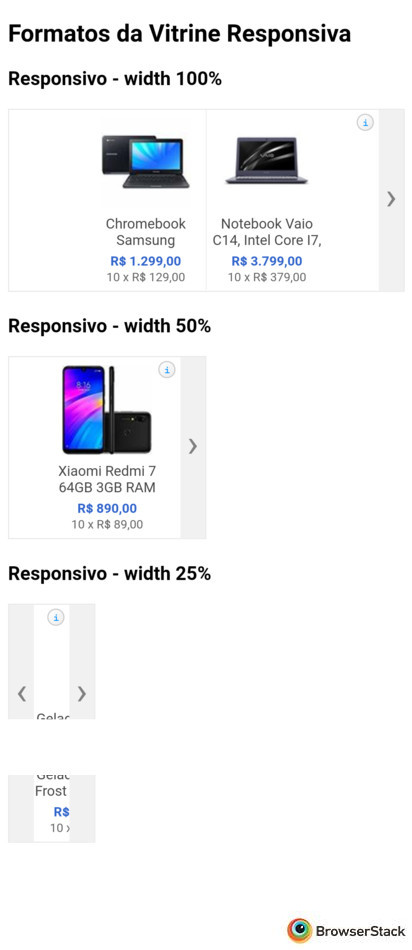 Formatos da Vitrine Responsiva
Responsivo - width 100%
Chromebook
Samsung
R$ 1.299,00
10 x R$ 129,00
Notebook Vaio
C14, Intel Core I7,
R$ 3.799,00
10 x R$ 379,00
Responsivo - width 50%
8:16
Xiaomi Redmi 7
64GB 3GB RAM
R$ 890,00
10 x R$ 89,00
Responsivo - width 25%
Frost
R$
10 x
BrowserStack